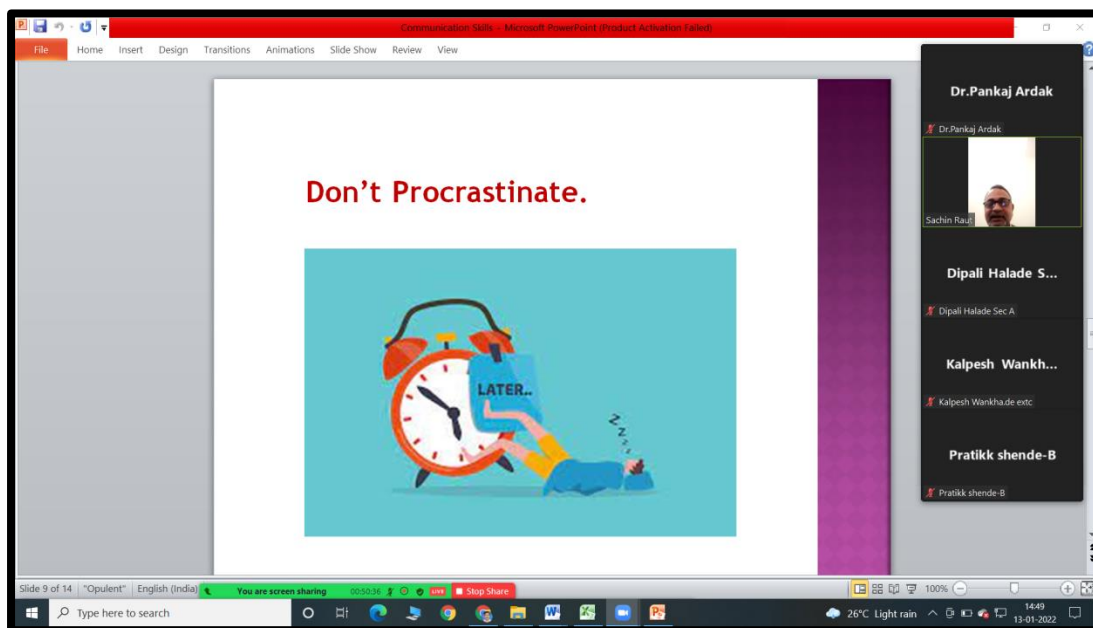 Communication Skills - Microsoft PowerPoint (Product Activation Failed)
File Home Insert Design Transitions Animations Slide Show Review View
Don't Procrastinate.
LATER..
z z z z
Dr.Pankaj Ardak
Dr.Pankaj Ardak
Sachin Raut
Dipali Halade S...
Dipali Halade Sec A
Kalpesh Wankh...
Kalpesh Wankha.de extc
Pratikk shende-B
Pratikk shende-B
Slide 9 of 14 "Opulent" English (India) You are screen sharing 00:50:36 LIVE Stop Share 100%
Type here to search 26°C Light rain 14:49
13-01-2022